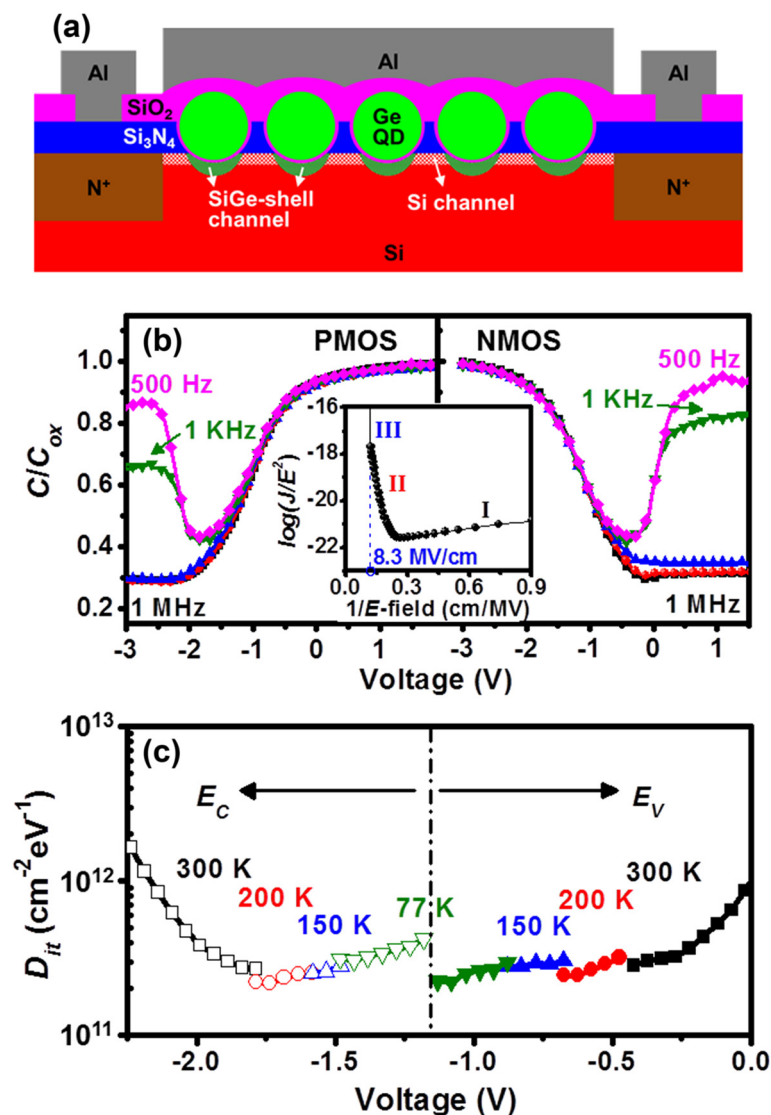 (a)
Al Al Al
SiO₂
Si₃N₄
Ge
QD
N⁺ N⁺
SiGe-shell
channel
Si channel
Si
(b)
PMOS NMOS
500 Hz 500 Hz
1 KHz 1 KHz
1 MHz 1 MHz
C/Cox
1.0
0.8
0.6
0.4
0.2
-3 -2 -1 0 1 -3 -2 -1 0 1
Voltage (V)
log(J/E²)
-16
-18
-20
-22
III
II
I
8.3 MV/cm
0.0 0.3 0.6 0.9
1/E-field (cm/MV)
(c)
Dit (cm⁻²eV⁻¹)
10¹³
10¹²
10¹¹
EC EV
300 K 200 K 150 K 77 K 150 K 200 K 300 K
-2.0 -1.5 -1.0 -0.5 0.0
Voltage (V)